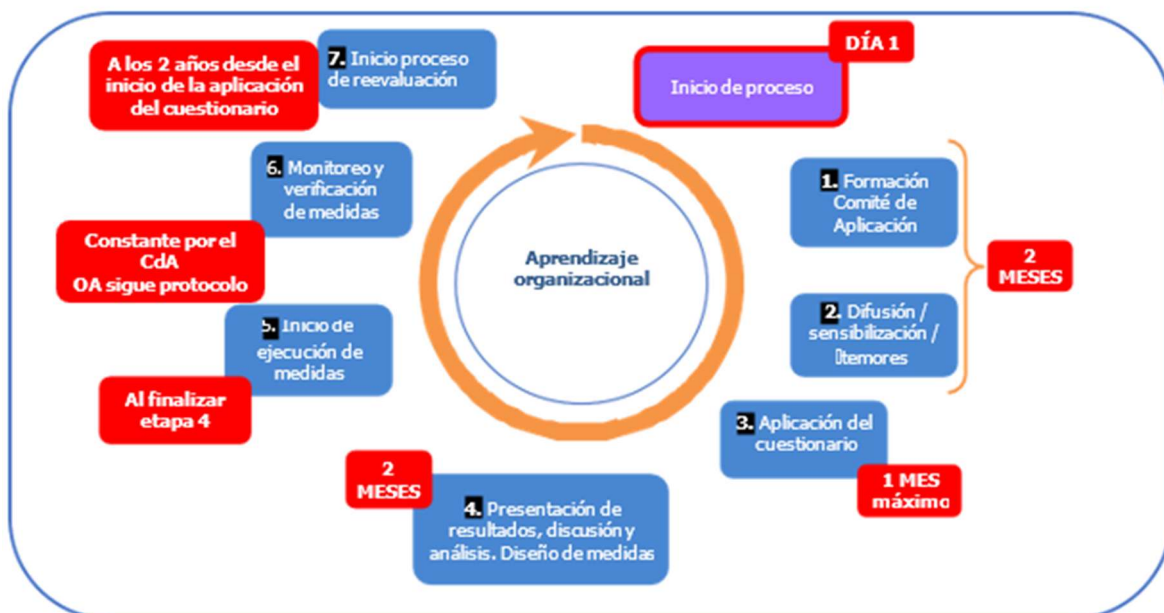 DÍA 1
Inicio de proceso
1. Formación
Comité de
Aplicación
2. Difusión /
sensibilización /
temores
2
MESES
3. Aplicación del
cuestionario
1 MES
máximo
4. Presentación de
resultados, discusión y
análisis. Diseño de medidas
2
MESES
5. Inicio de
ejecución de
medidas
Al finalizar
etapa 4
6. Monitoreo y
verificación
de medidas
Constante por el
CdA
OA sigue protocolo
7. Inicio proceso
de reevaluación
A los 2 años desde el
inicio de la aplicación
del cuestionario
Aprendizaje
organizacional